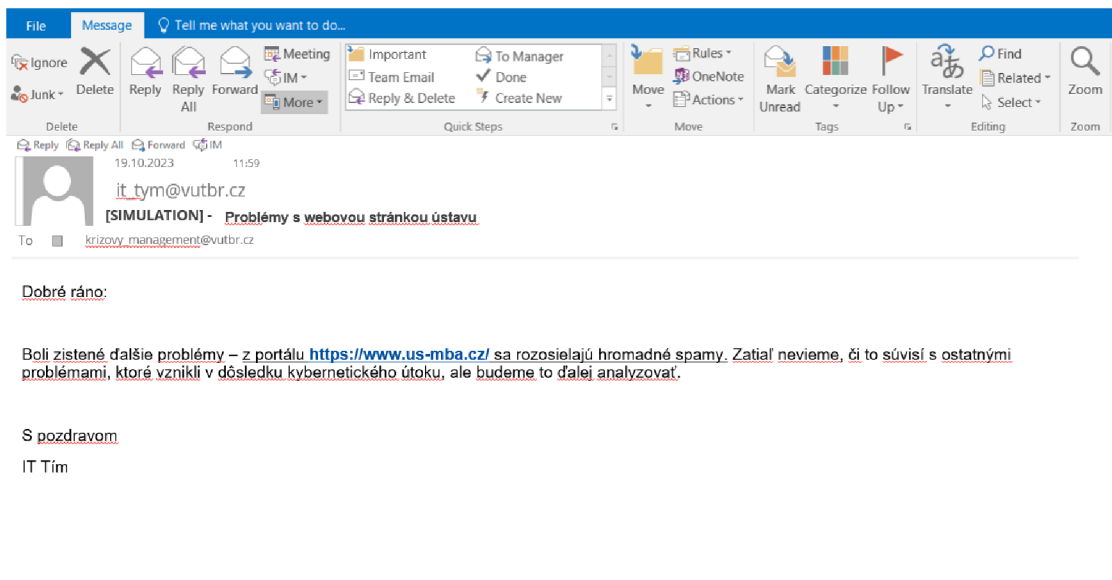 File Message Tell me what you want to do...
Ignore Meeting Important To Manager Rules Find
IM Team Email Done OneNote Related
Junk Delete Reply Reply Forward More Reply & Delete Create New Move Actions Mark Categorize Follow Translate Select Zoom
All Unread Up
Delete Respond Quick Steps Move Tags Editing Zoom
Reply Reply All Forward IM
19.10.2023 11:59
it_tym@vutbr.cz
[SIMULATION] - Problémy s webovou stránkou ústavu
To krizovy_management@vutbr.cz
Dobré ráno:
Boli zistené ďalšie problémy – z portálu https://www.us-mba.cz/ sa rozosielajú hromadné spamy. Zatiaľ nevieme, či to súvisí s ostatnými
problémami, ktoré vznikli v dôsledku kybernetického útoku, ale budeme to ďalej analyzovať.
S pozdravom
IT Tím